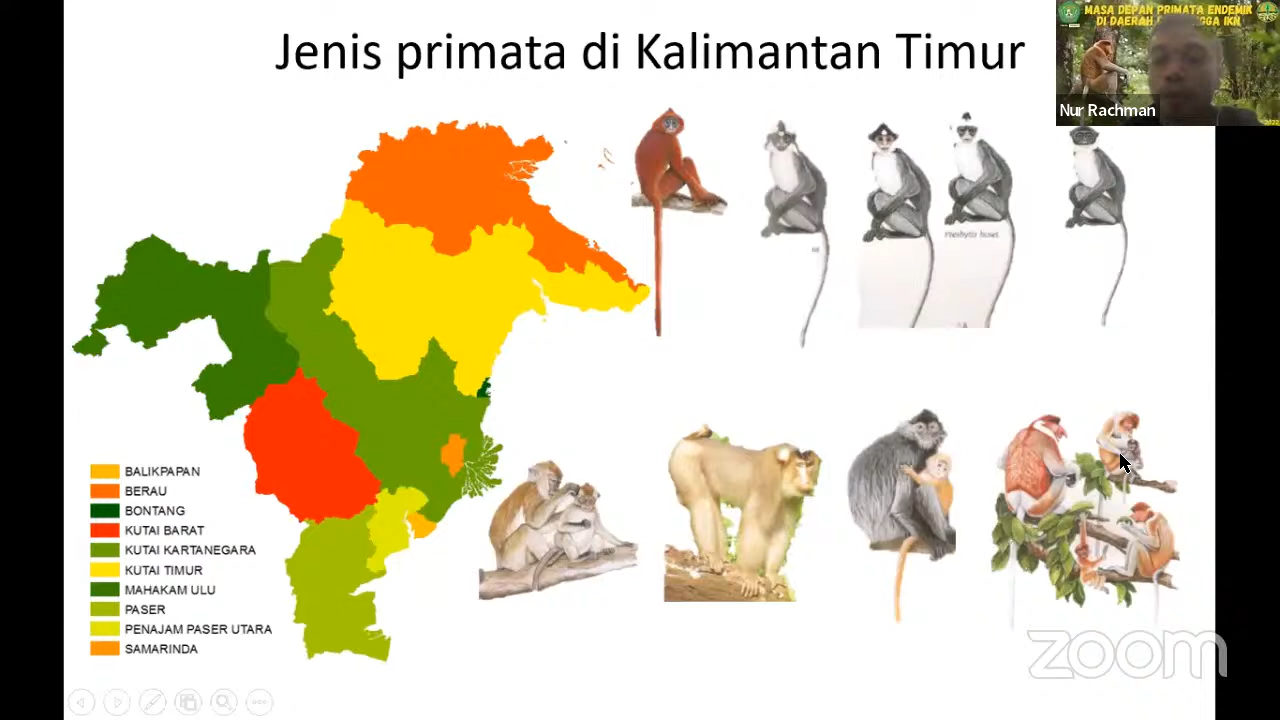 Jenis primata di Kalimantan Timur
MASA DEPAN PRIMATA ENDEMIK
IKN
Nur Rachman
BALIKPAPAN
BERAU
BONTANG
KUTAI BARAT
KUTAI KARTANEGARA
KUTAI TIMUR
MAHAKAM ULU
PASER
PENAJAM PASER UTARA
SAMARINDA
zoom